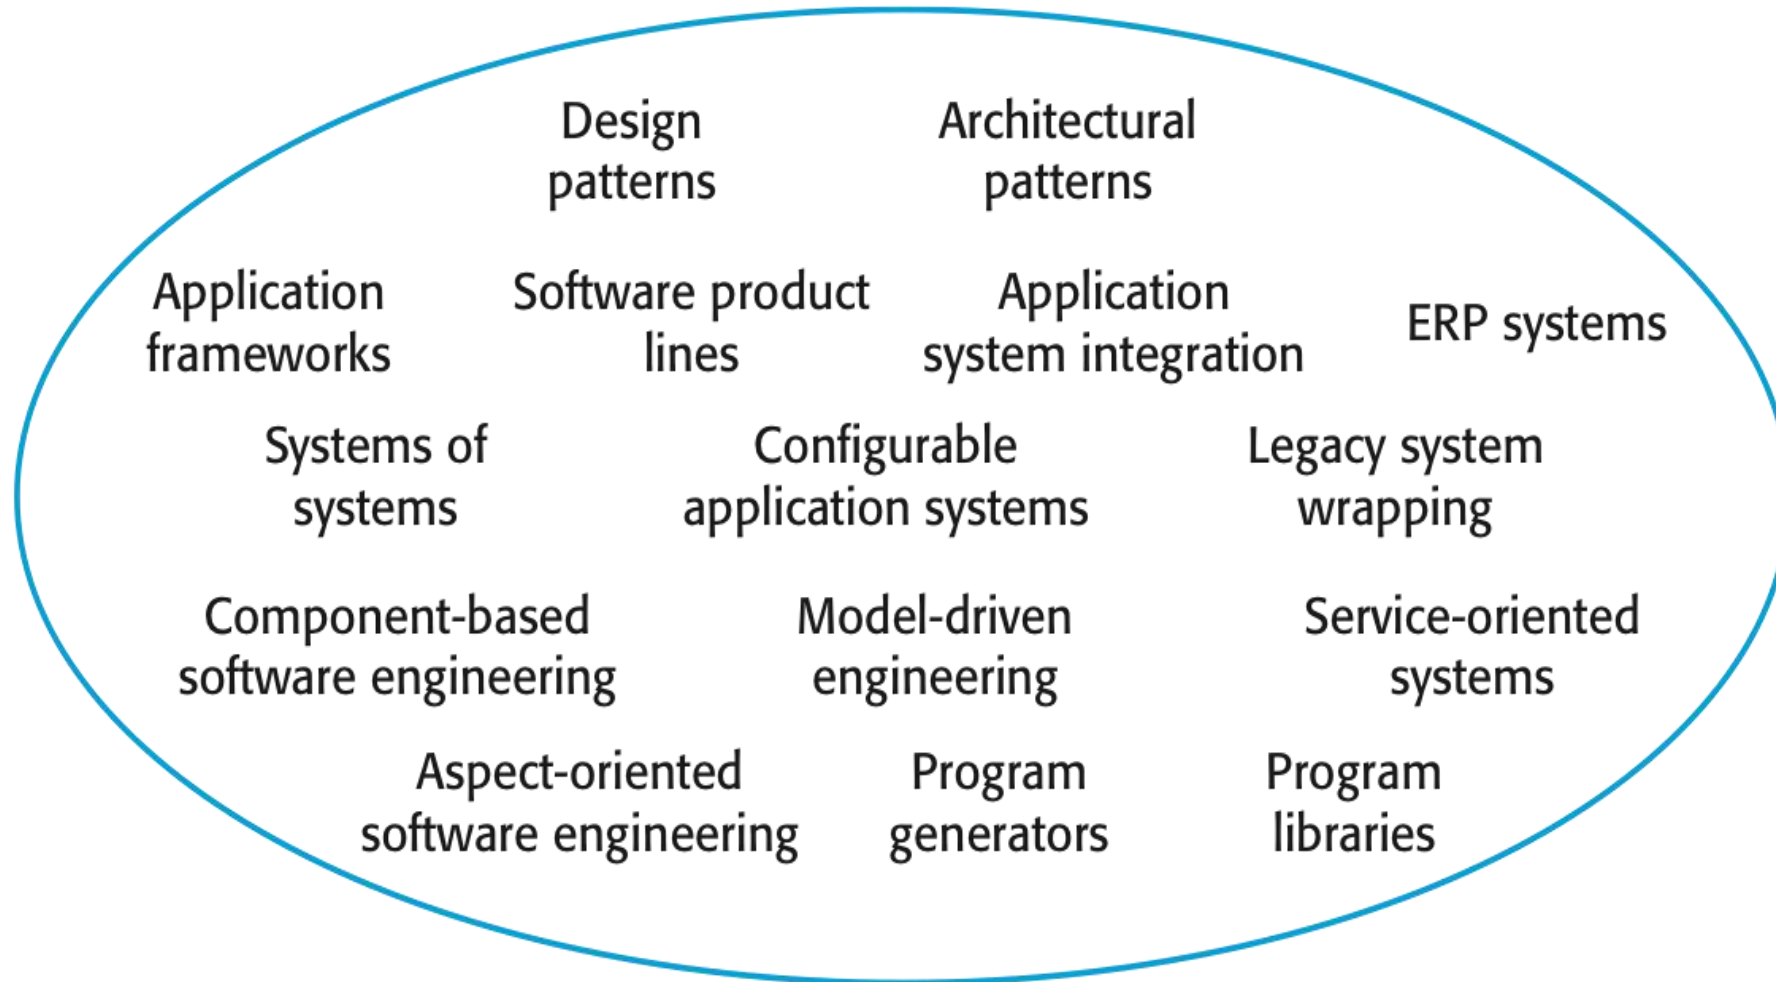 Design
patterns
Architectural
patterns
Application
frameworks
Software product
lines
Application
system integration
ERP systems
Systems of
systems
Configurable
application systems
Legacy system
wrapping
Component-based
software engineering
Model-driven
engineering
Service-oriented
systems
Aspect-oriented
software engineering
Program
generators
Program
libraries